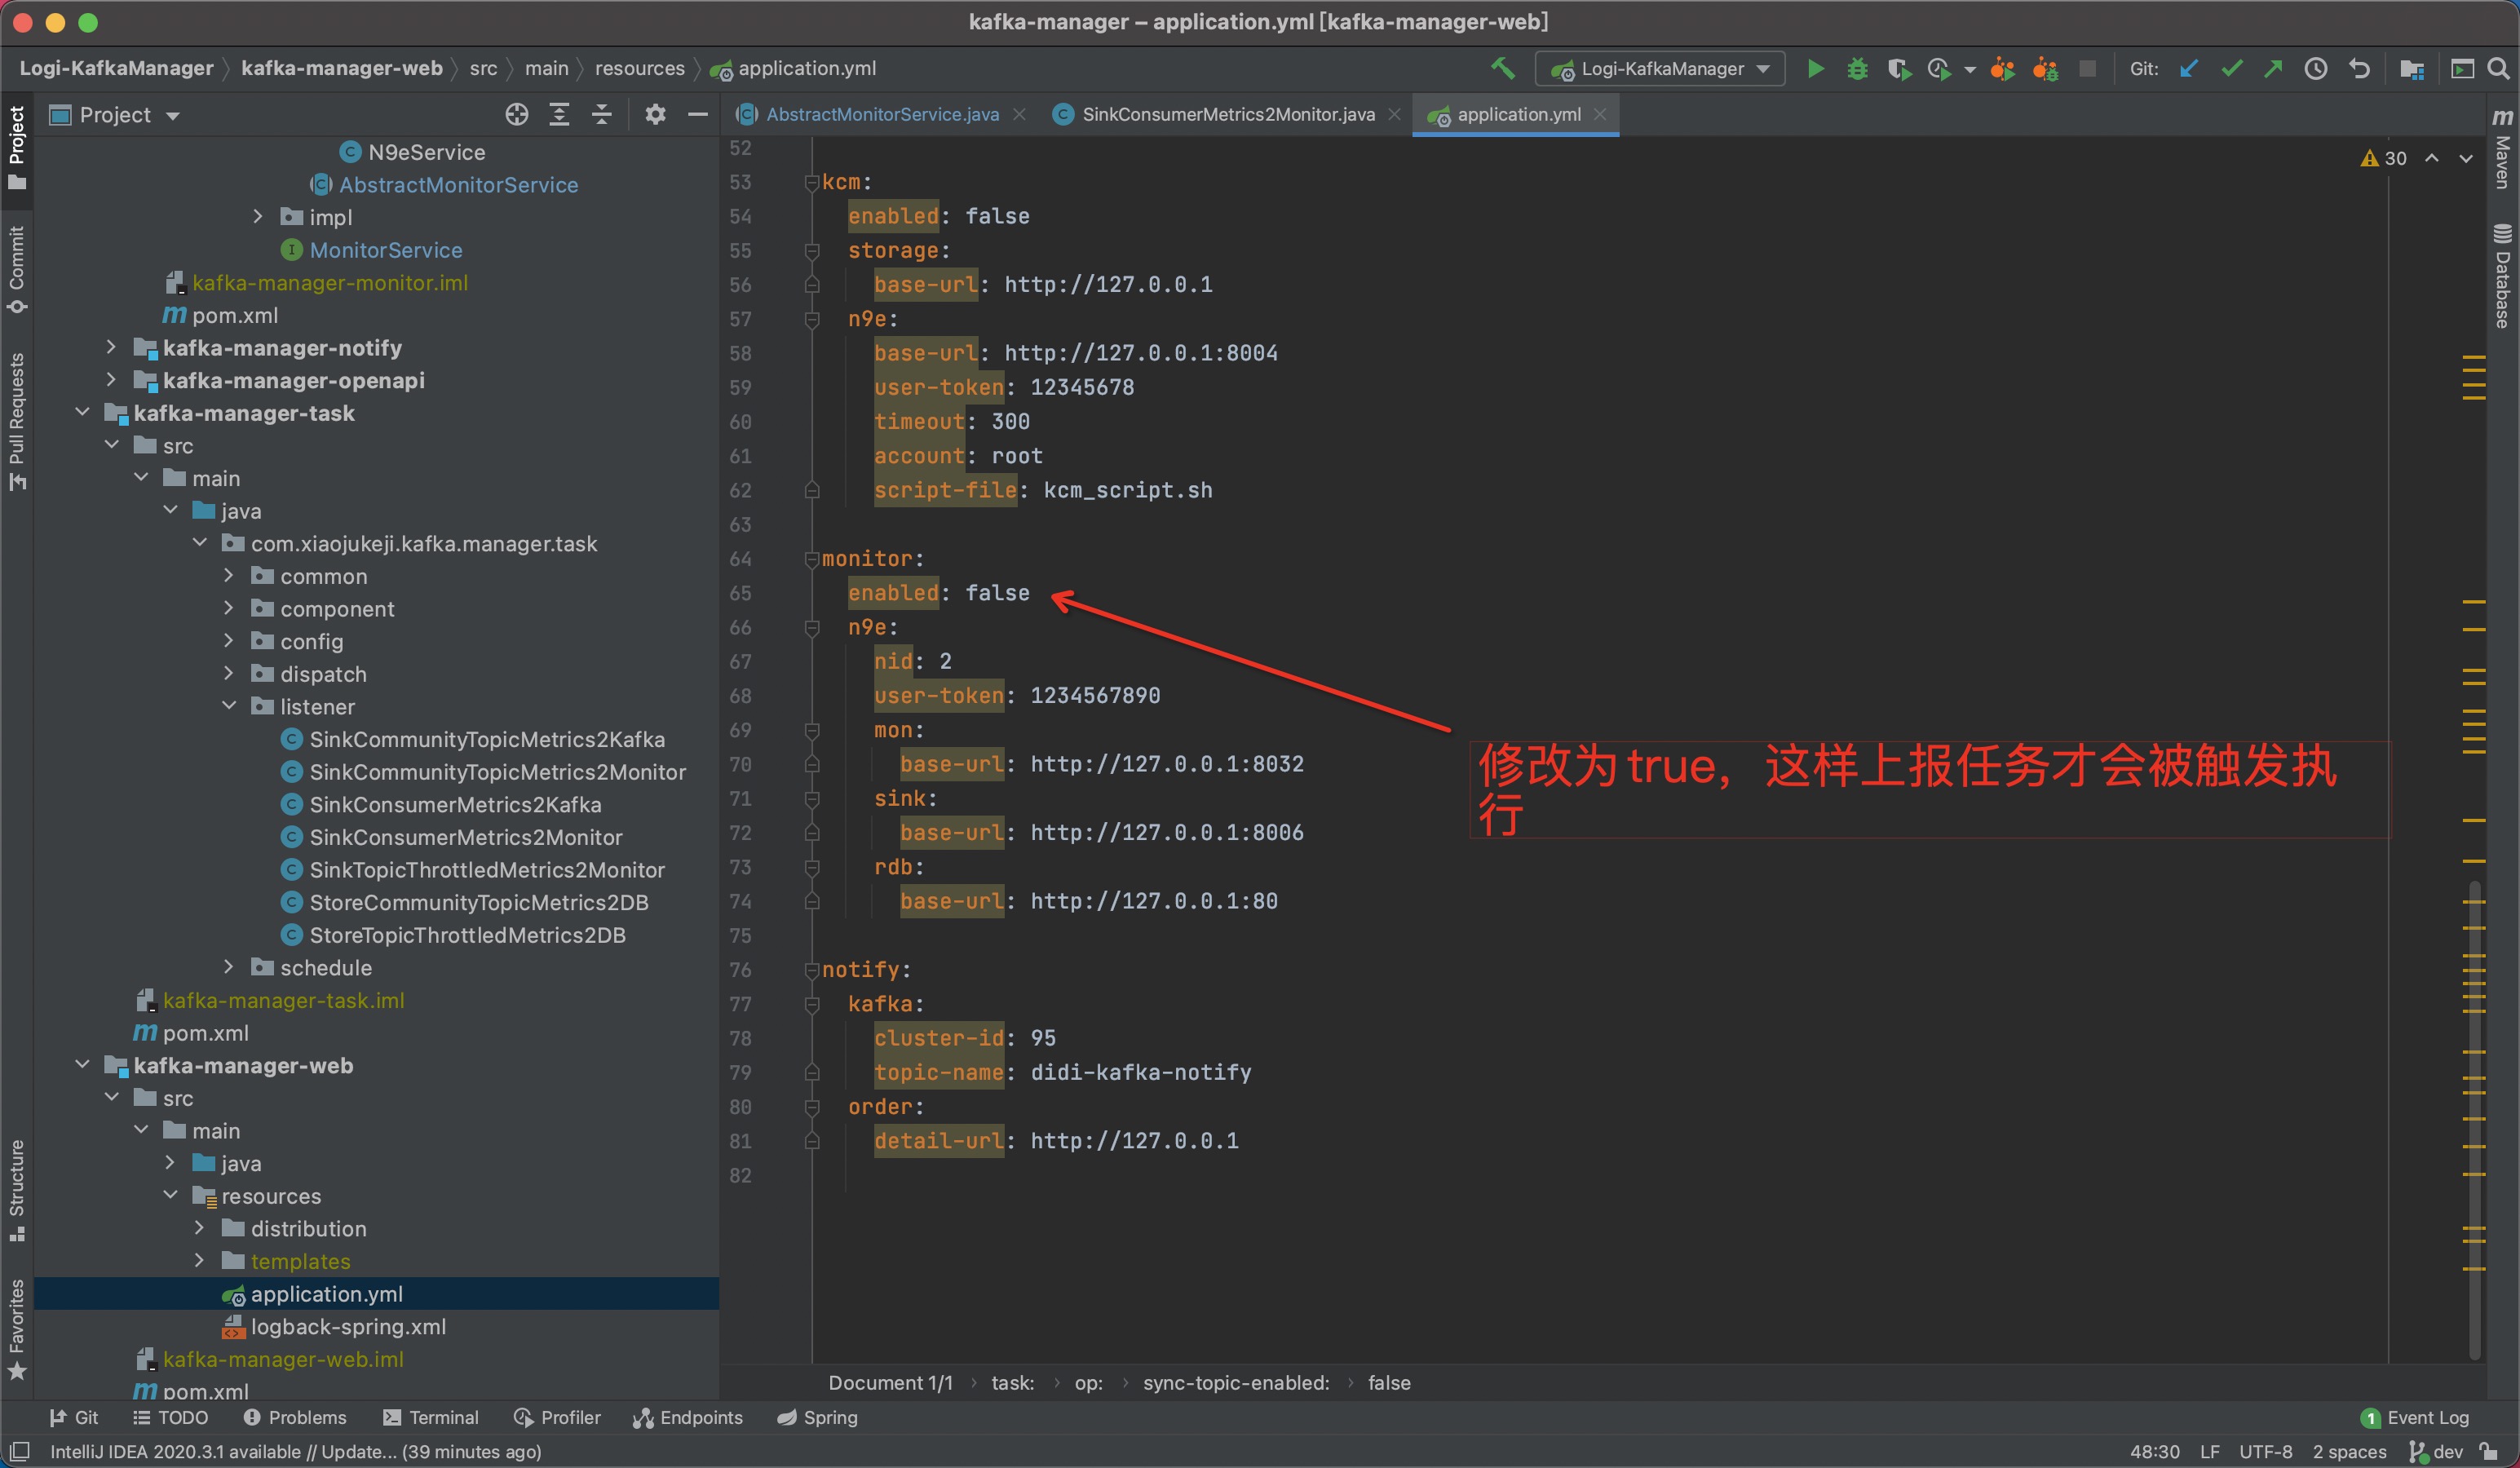 kafka-manager – application.yml [kafka-manager-web]
Logi-KafkaManager kafka-manager-web src main resources application.yml
Logi-KafkaManager Git:
Project
AbstractMonitorService.java
SinkConsumerMetrics2Monitor.java
application.yml
Project
Commit
Pull Requests
Structure
Favorites
N9eService
AbstractMonitorService
impl
MonitorService
kafka-manager-monitor.iml
pom.xml
kafka-manager-notify
kafka-manager-openapi
kafka-manager-task
src
main
java
com.xiaojukeji.kafka.manager.task
common
component
config
dispatch
listener
SinkCommunityTopicMetrics2Kafka
SinkCommunityTopicMetrics2Monitor
SinkConsumerMetrics2Kafka
SinkConsumerMetrics2Monitor
SinkTopicThrottledMetrics2Monitor
StoreCommunityTopicMetrics2DB
StoreTopicThrottledMetrics2DB
schedule
kafka-manager-task.iml
pom.xml
kafka-manager-web
src
main
java
resources
distribution
templates
application.yml
logback-spring.xml
kafka-manager-web.iml
pom.xml
52
53 kcm:
54 enabled: false
55 storage:
56 base-url: http://127.0.0.1
57 n9e:
58 base-url: http://127.0.0.1:8004
59 user-token: 12345678
60 timeout: 300
61 account: root
62 script-file: kcm_script.sh
63
64 monitor:
65 enabled: false
66 n9e:
67 nid: 2
68 user-token: 1234567890
69 mon:
70 base-url: http://127.0.0.1:8032
71 sink:
72 base-url: http://127.0.0.1:8006
73 rdb:
74 base-url: http://127.0.0.1:80
75
76 notify:
77 kafka:
78 cluster-id: 95
79 topic-name: didi-kafka-notify
80 order:
81 detail-url: http://127.0.0.1
82
修改为true，这样上报任务才会被触发执
行
30
Maven
Database
Document 1/1 task: op: sync-topic-enabled: false
Git TODO Problems Terminal Profiler Endpoints Spring 1 Event Log
IntelliJ IDEA 2020.3.1 available // Update... (39 minutes ago) 48:30 LF UTF-8 2 spaces dev